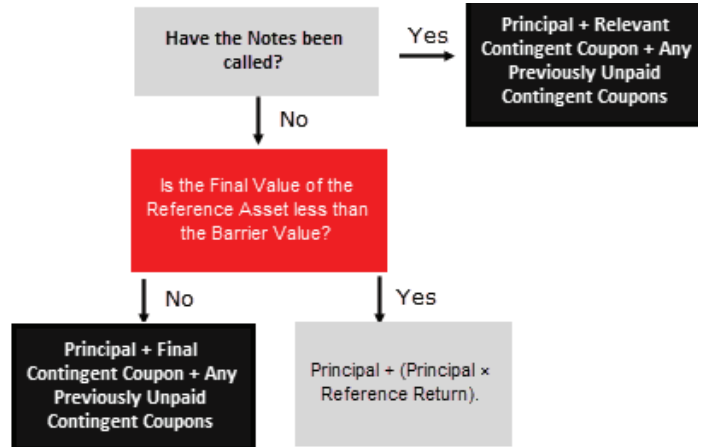 Have the Notes been
called?
Yes
Principal + Relevant
Contingent Coupon + Any
Previously Unpaid
Contingent Coupons
No
Is the Final Value of the
Reference Asset less than
the Barrier Value?
No
Yes
Principal + Final
Contingent Coupon + Any
Previously Unpaid
Contingent Coupons
Principal + (Principal ×
Reference Return).